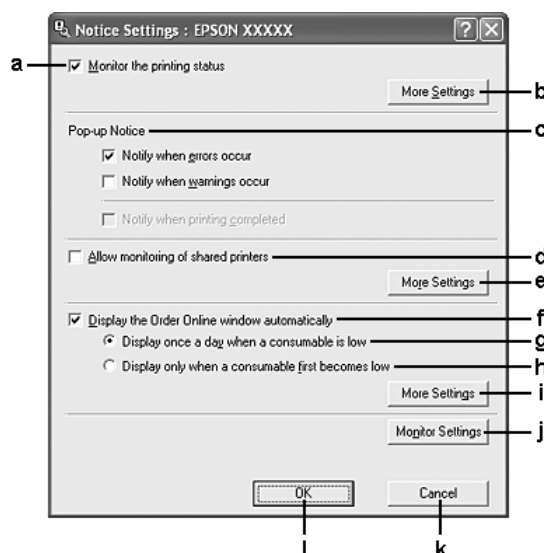 Notice Settings : EPSON XXXXX
a
Monitor the printing status
More Settings
b
Pop-up Notice
c
Notify when errors occur
Notify when warnings occur
Notify when printing completed
Allow monitoring of shared printers
d
More Settings
e
Display the Order Online window automatically
f
Display once a day when a consumable is low
g
Display only when a consumable first becomes low
h
More Settings
i
Monitor Settings
j
OK
Cancel
l
k